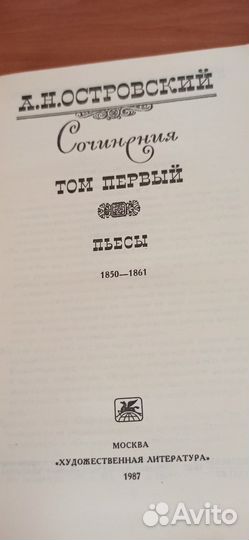 А.Н.ОСТРОВСКИЙ
Сочинения
ТОМ ПЕРВЫЙ
ПЬЕСЫ
1850—1861
МОСКВА
«ХУДОЖЕСТВЕННАЯ ЛИТЕРАТУРА»
1987
Avito